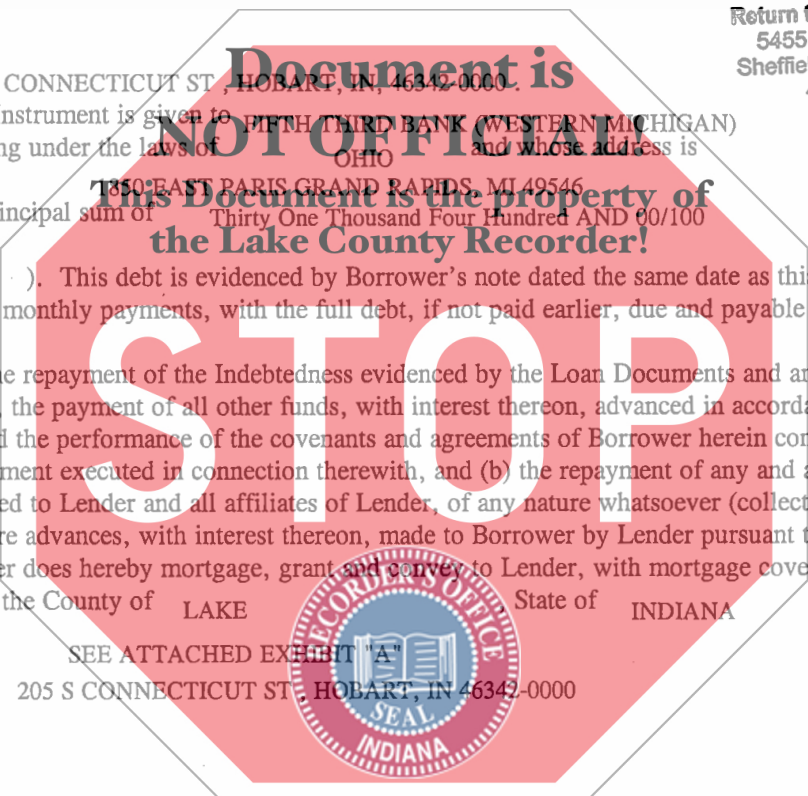 Return
5455
Sheffie
Document is
CONNECTICUT ST , HOBART, IN, 46342-0000 .
nstrument is given to FIFTH THIRD BANK (WESTERN MICHIGAN)
NOT OFFICIAL!
ng under the laws of OHIO and whose address is
1850 EAST PARIS GRAND RAPIDS, MI 49546
This Document is the property of
incipal sum of Thirty One Thousand Four Hundred AND 00/100
the Lake County Recorder!
). This debt is evidenced by Borrower's note dated the same date as this
monthly payments, with the full debt, if not paid earlier, due and payable
STOP
e repayment of the Indebtedness evidenced by the Loan Documents and an
, the payment of all other funds, with interest thereon, advanced in accorda
d the performance of the covenants and agreements of Borrower herein con
ment executed in connection therewith, and (b) the repayment of any and a
ed to Lender and all affiliates of Lender, of any nature whatsoever (collect
re advances, with interest thereon, made to Borrower by Lender pursuant t
er does hereby mortgage, grant and convey to Lender, with mortgage cove
the County of LAKE , State of INDIANA
RECORDER'S OFFICE
SEE ATTACHED EXHIBIT "A"
205 S CONNECTICUT ST , HOBART, IN 46342-0000
SEAL
INDIANA